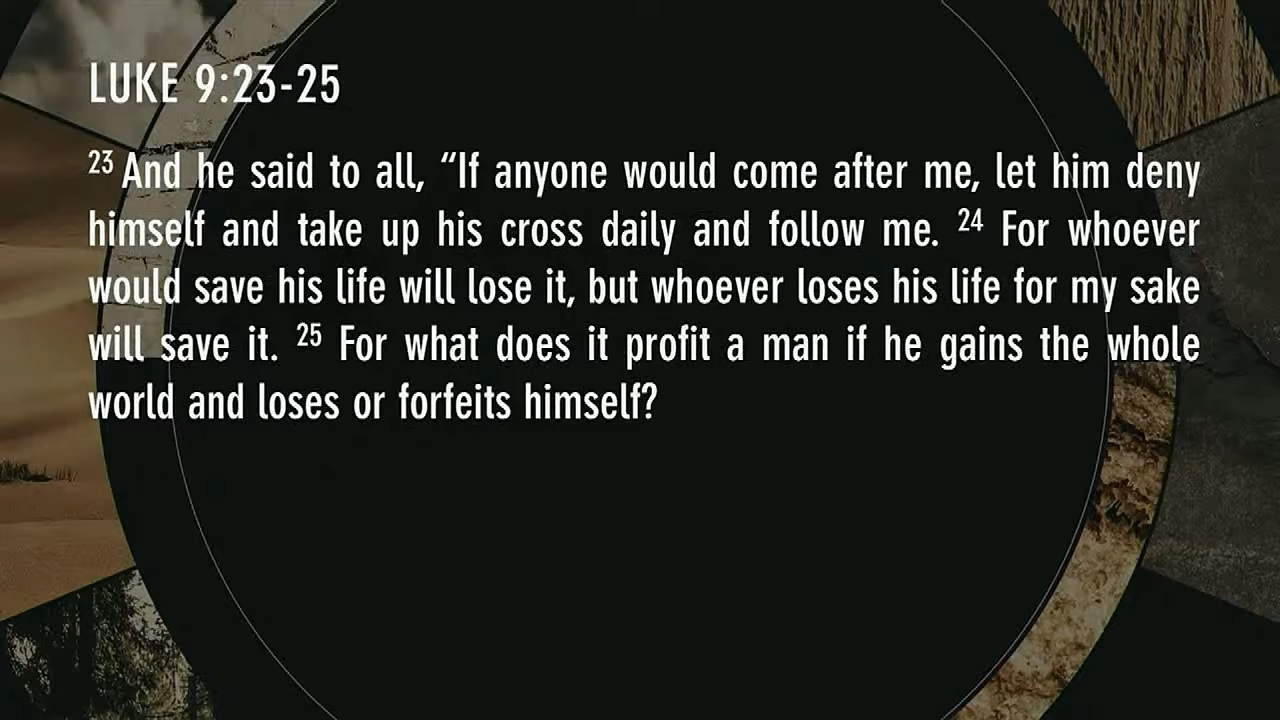 LUKE 9:23-25
23 And he said to all, “If anyone would come after me, let him deny
himself and take up his cross daily and follow me. 24 For whoever
would save his life will lose it, but whoever loses his life for my sake
will save it. 25 For what does it profit a man if he gains the whole
world and loses or forfeits himself?